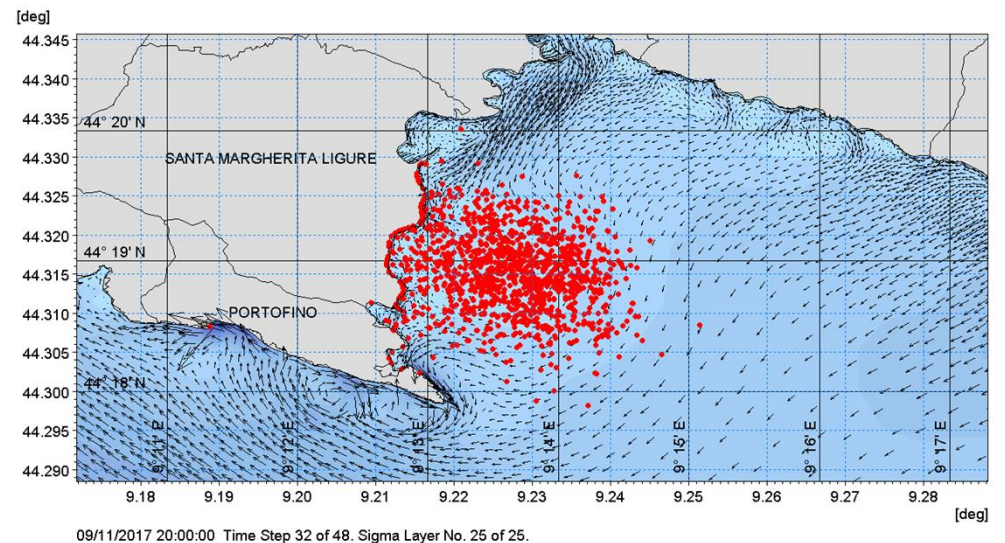 [deg]
44.345
44.340
44.335
44° 20' N
44.330
SANTA MARGHERITA LIGURE
44.325
44.320
44° 19' N
44.315
44.310
PORTOFINO
44.305
44° 18' N
44.300
44.295
44.290
9° 11' E
9° 12' E
9° 13' E
9° 14' E
9° 15' E
9° 16' E
9° 17' E
9.18 9.19 9.20 9.21 9.22 9.23 9.24 9.25 9.26 9.27 9.28
[deg]
09/11/2017 20:00:00 Time Step 32 of 48. Sigma Layer No. 25 of 25.